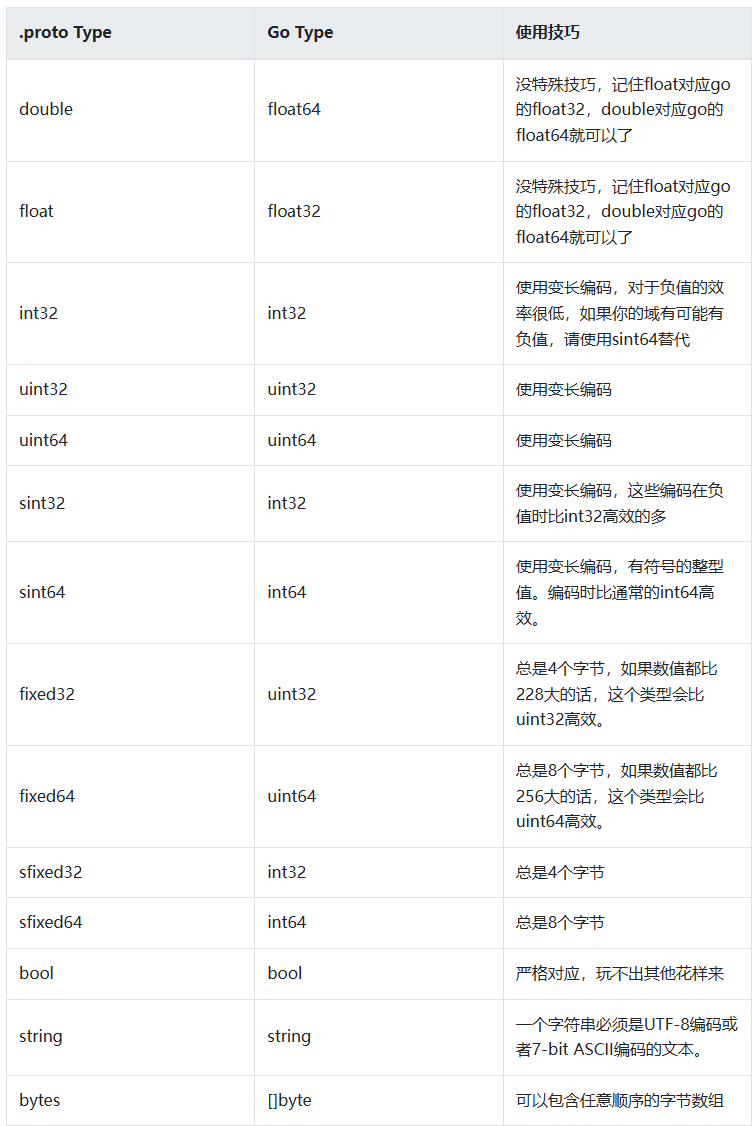 .proto Type
Go Type
使用技巧
double
float64
没特殊技巧，记住float对应go
的float32，double对应go的
float64就可以了
float
float32
没特殊技巧，记住float对应go
的float32，double对应go的
float64就可以了
int32
int32
使用变长编码，对于负值的效
率很低，如果你的域有可能有
负值，请使用sint64替代
uint32
uint32
使用变长编码
uint64
uint64
使用变长编码
sint32
int32
使用变长编码，这些编码在负
值时比int32高效的多
sint64
int64
使用变长编码，有符号的整型
值。编码时比通常的int64高
效。
fixed32
uint32
总是4个字节，如果数值都比
228大的话，这个类型会比
uint32高效。
fixed64
uint64
总是8个字节，如果数值都比
256大的话，这个类型会比
uint64高效。
sfixed32
int32
总是4个字节
sfixed64
int64
总是8个字节
bool
bool
严格对应，玩不出其他花样来
string
string
一个字符串必须是UTF-8编码或
者7-bit ASCII编码的文本。
bytes
[]byte
可以包含任意顺序的字节数组